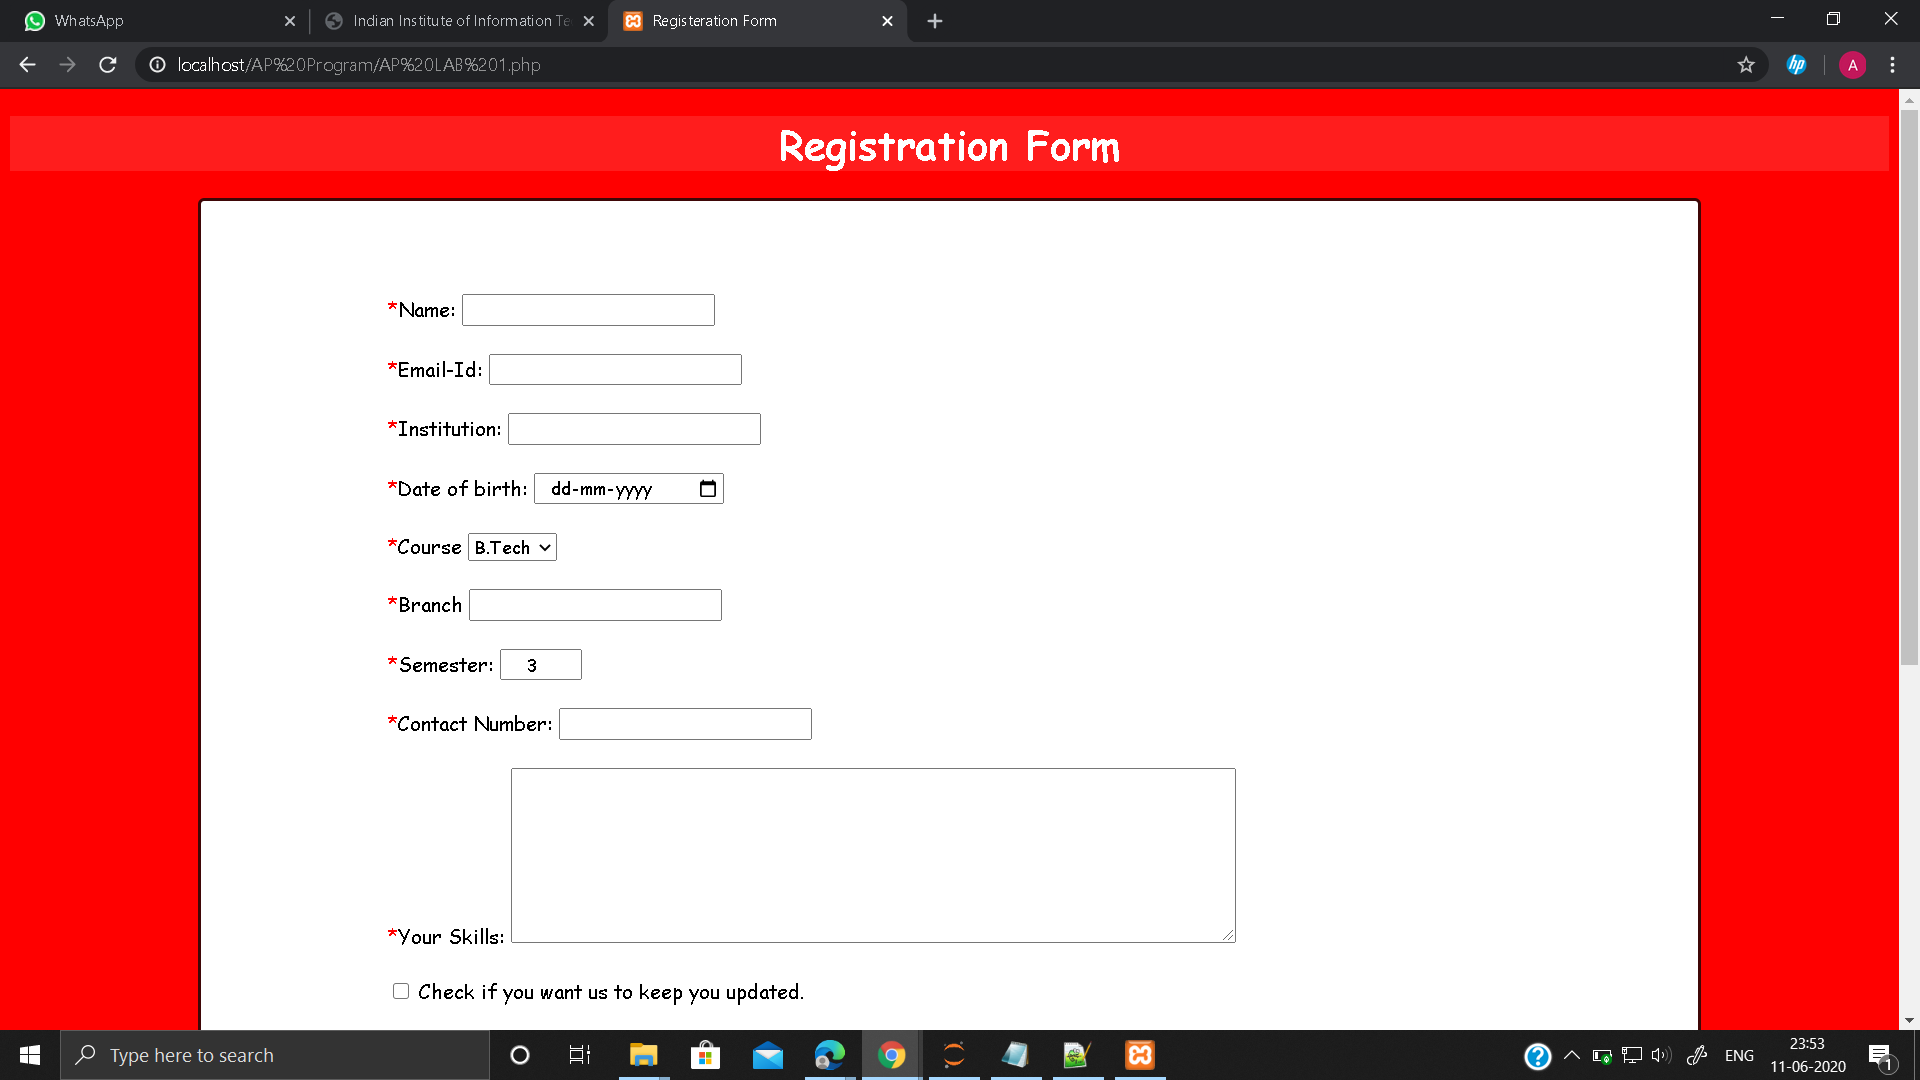 WhatsApp
Indian Institute of Information Te
Registeration Form
localhost/AP%20Program/AP%20LAB%201.php
hp
A
Registration Form
*Name:
*Email-Id:
*Institution:
*Date of birth: dd-mm-yyyy
*Course B.Tech
*Branch
*Semester: 3
*Contact Number:
*Your Skills:
Check if you want us to keep you updated.
Type here to search
ENG
23:53
11-06-2020
1